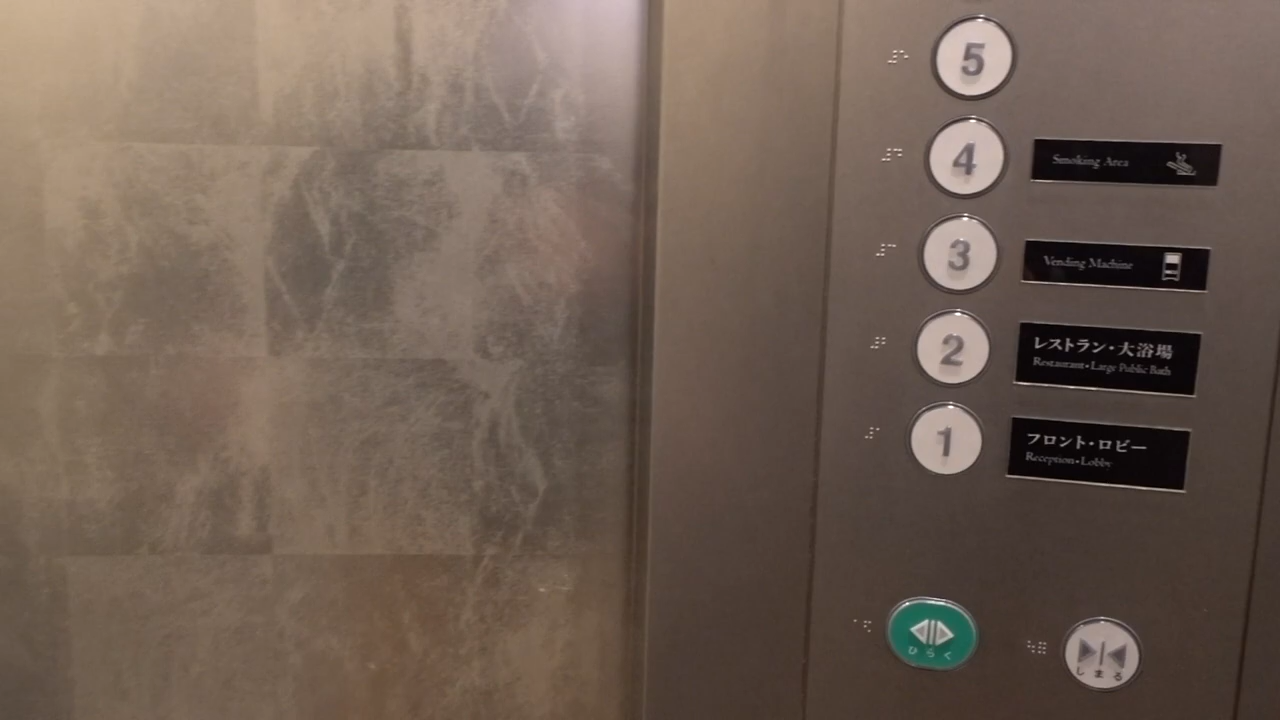 5
4
Smoking Area
3
Vending Machine
2
レストラン・大浴場
Restaurant・Large Public Bath
1
フロント・ロビー
Reception・Lobby
ひらく
しまる